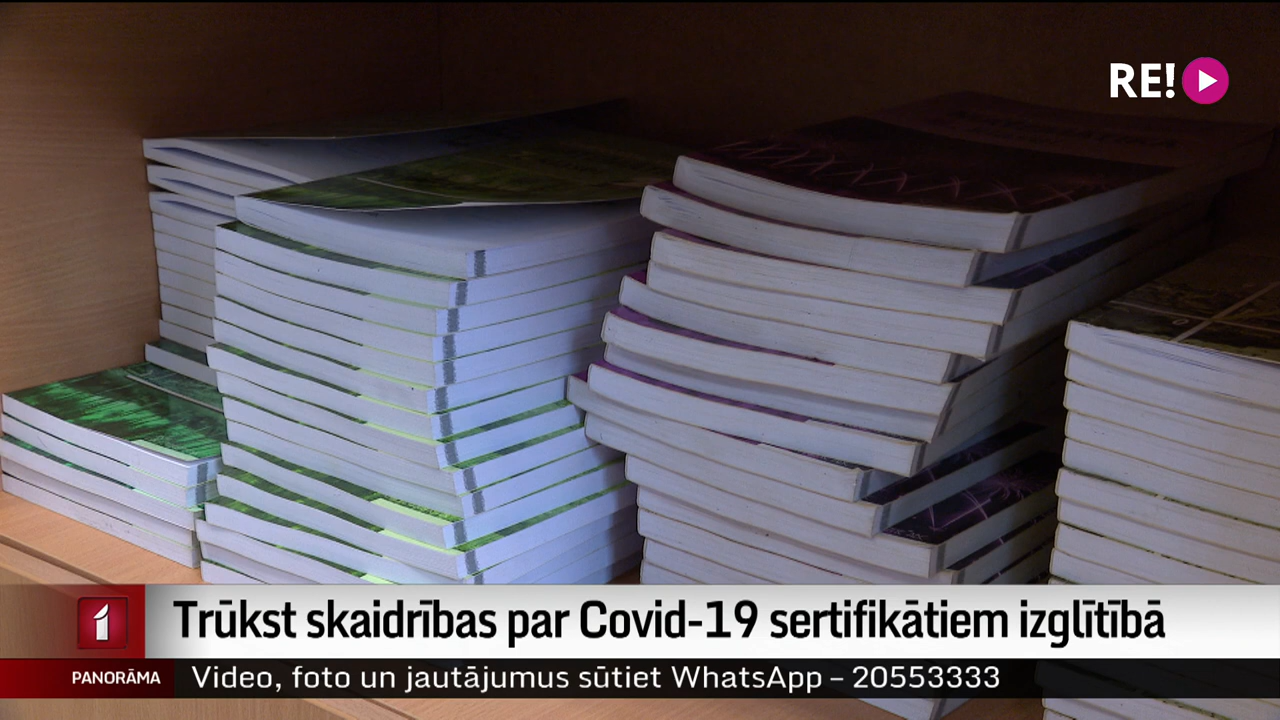 RE!
1
Trūkst skaidrības par Covid-19 sertifikātiem izglītībā
PANORĀMA
Video, foto un jautājumus sūtiet WhatsApp – 20553333